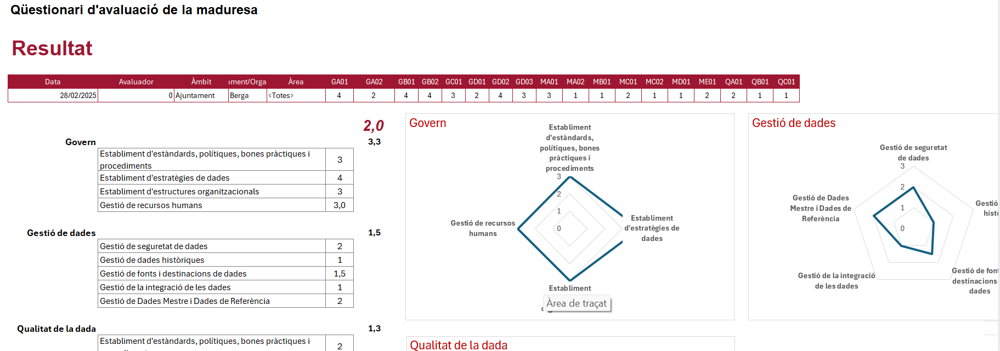 Qüestionari d'avaluació de la maduresa
Resultat
Data Avaluador Àmbit ment/Orga Àrea GA01 GA02 GB01 GB02 GC01 GD01 GD02 GD03 MA01 MA02 MB01 MC01 MC02 MD01 ME01 QA01 QB01 QC01
28/02/2025 0 Ajuntament Berga <Totes> 4 2 4 4 3 2 4 3 3 1 1 2 1 1 2 2 1 1
2,0
Govern 3,3
Establiment d'estàndards, polítiques, bones pràctiques i
procediments 3
Establiment d'estratègies de dades 4
Establiment d'estructures organitzacionals 3
Gestió de recursos humans 3,0
Gestió de dades 1,5
Gestió de seguretat de dades 2
Gestió de dades històriques 1
Gestió de fonts i destinacions de dades 1,5
Gestió de la integració de les dades 1
Gestió de Dades Mestre i Dades de Referència 2
Qualitat de la dada 1,3
Establiment d'estàndards, polítiques, bones pràctiques i
2
Govern
Establiment
d'estàndards,
polítiques, bones
pràctiques i
procediments
3
2
1
0
Establiment
d'estratègies de
dades
Gestió de recursos
humans
Establiment
Àrea de traçat
Gestió de dades
Gestió de seguretat
de dades
3
2
1
0
Gestió
histò
Gestió de Dades
Mestre i Dades de
Referència
Gestió de la integració
de les dades
Gestió de fon
destinacions
dades
Qualitat de la dada